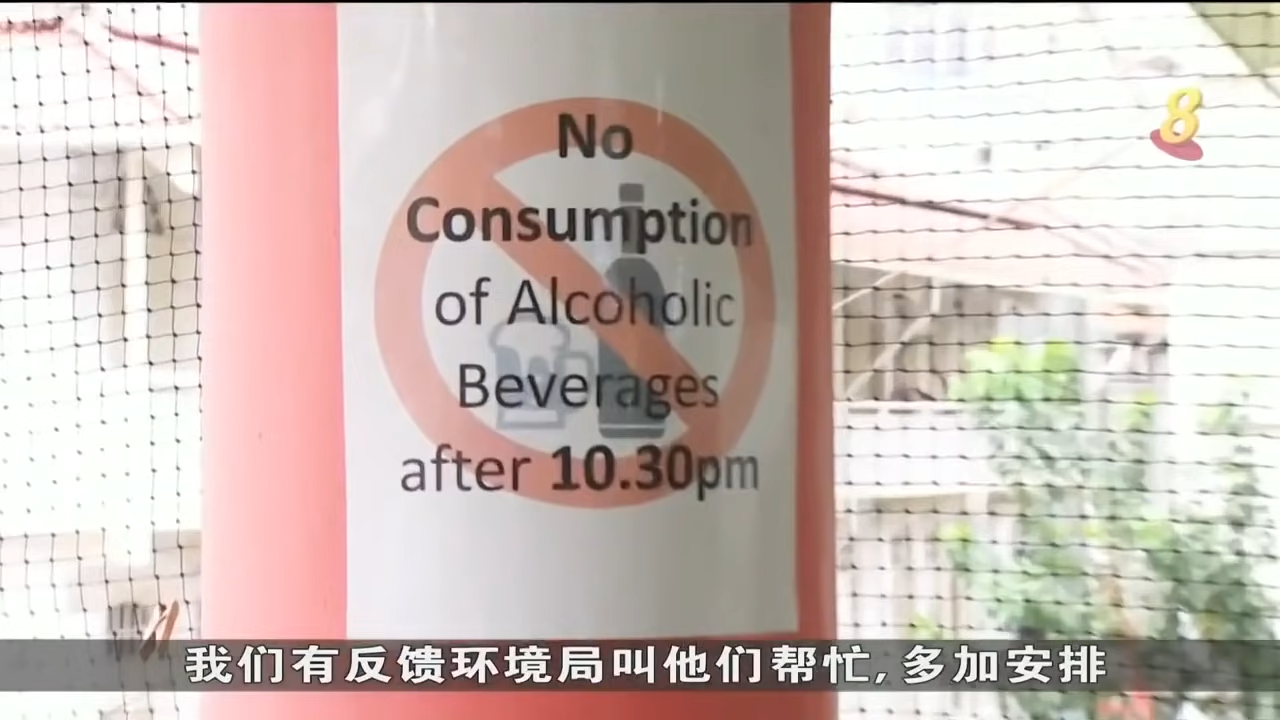 8
No
Consumption
of Alcoholic
Beverages
after 10.30pm
我们有反馈环境局叫他们帮忙,多加安排